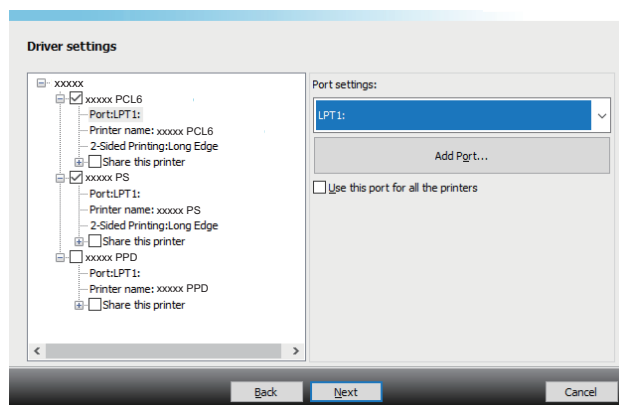 Driver settings
xxxxx
xxxxx PCL6
Port:LPT1:
Printer name: xxxxx PCL6
2-Sided Printing:Long Edge
Share this printer
xxxxx PS
Port:LPT1:
Printer name: xxxxx PS
2-Sided Printing:Long Edge
Share this printer
xxxxx PPD
Port:LPT1:
Printer name: xxxxx PPD
Share this printer
Port settings:
LPT1:
Add Port...
Use this port for all the printers
Back
Next
Cancel